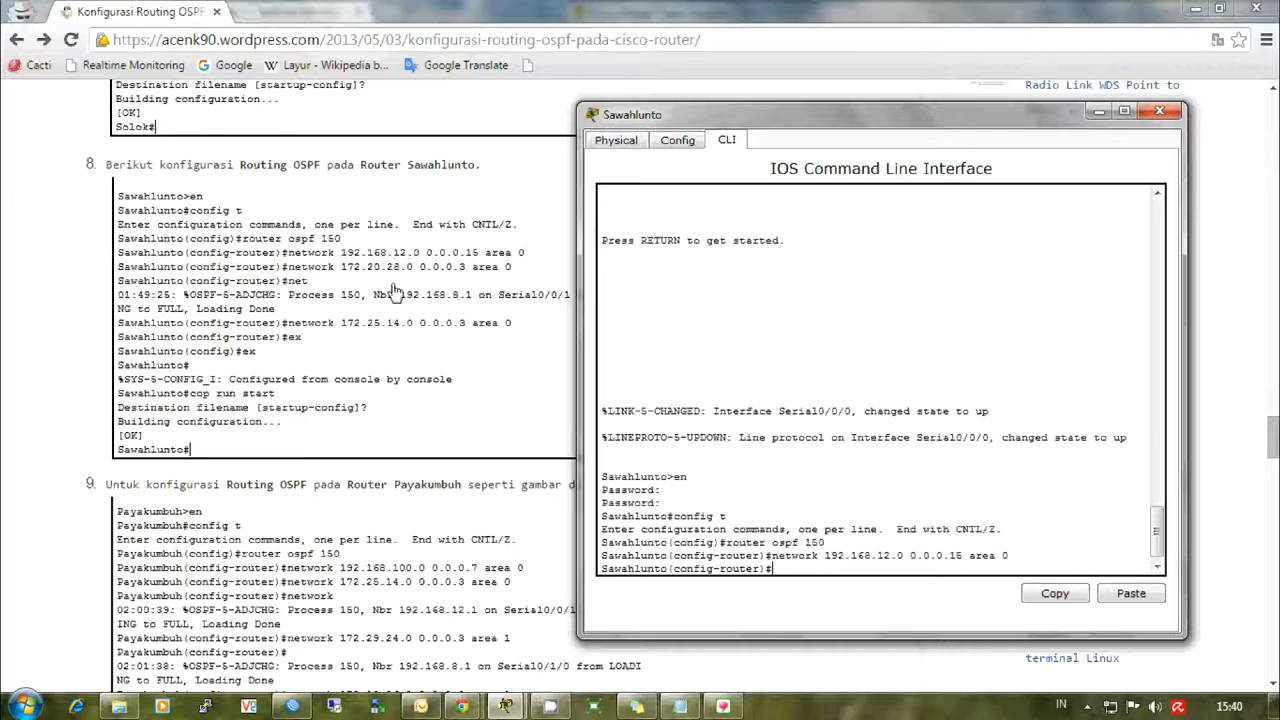 Konfigurasi Routing OSPF
https://acenk90.wordpress.com/2013/05/03/konfigurasi-routing-ospf-pada-cisco-router/
Cacti
Realtime Monitoring
Google
Layur - Wikipedia b...
Google Translate
Destination filename [startup-config]?
Building configuration...
[OK]
Solok#
Radio Link WDS Point to
8. Berikut konfigurasi Routing OSPF pada Router Sawahlunto.
Sawahlunto>en
Sawahlunto#config t
Enter configuration commands, one per line.  End with CNTL/Z.
Sawahlunto(config)#router ospf 150
Sawahlunto(config-router)#network 192.168.12.0 0.0.0.15 area 0
Sawahlunto(config-router)#network 172.20.28.0 0.0.0.3 area 0
Sawahlunto(config-router)#net
01:49:25: %OSPF-5-ADJCHG: Process 150, Nbr 192.168.8.1 on Serial0/0/1
NG to FULL, Loading Done
Sawahlunto(config-router)#network 172.25.14.0 0.0.0.3 area 0
Sawahlunto(config-router)#ex
Sawahlunto(config)#ex
Sawahlunto#
%SYS-5-CONFIG_I: Configured from console by console
Sawahlunto#cop run start
Destination filename [startup-config]?
Building configuration...
[OK]
Sawahlunto#
9. Untuk konfigurasi Routing OSPF pada Router Payakumbuh seperti gambar d
Payakumbuh>en
Payakumbuh#config t
Enter configuration commands, one per line.  End with CNTL/Z.
Payakumbuh(config)#router ospf 150
Payakumbuh(config-router)#network 192.168.100.0 0.0.0.7 area 0
Payakumbuh(config-router)#network 172.25.14.0 0.0.0.3 area 0
Payakumbuh(config-router)#network
02:00:39: %OSPF-5-ADJCHG: Process 150, Nbr 192.168.12.1 on Serial0/1
ING to FULL, Loading Done
Payakumbuh(config-router)#network 172.29.24.0 0.0.0.3 area 1
Payakumbuh(config-router)#
02:01:38: %OSPF-5-ADJCHG: Process 150, Nbr 192.168.8.1 on Serial0/1/0 from LOADI
NG to FULL, Loading Done
Sawahlunto
Physical
Config
CLI
IOS Command Line Interface
Press RETURN to get started.
%LINK-5-CHANGED: Interface Serial0/0/0, changed state to up
%LINEPROTO-5-UPDOWN: Line protocol on Interface Serial0/0/0, changed state to up
Sawahlunto>en
Password:
Password:
Sawahlunto#config t
Enter configuration commands, one per line.  End with CNTL/Z.
Sawahlunto(config)#router ospf 150
Sawahlunto(config-router)#network 192.168.12.0 0.0.0.15 area 0
Sawahlunto(config-router)#
Copy
Paste
terminal Linux
IN
15:40